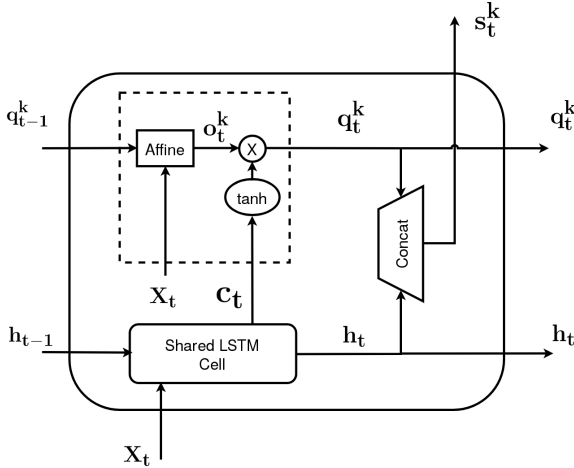 s_t^k
q_{t-1}^k
o_t^k
q_t^k
q_t^k
Affine
X
tanh
Concat
X_t
c_t
h_{t-1}
Shared LSTM
Cell
h_t
h_t
X_t